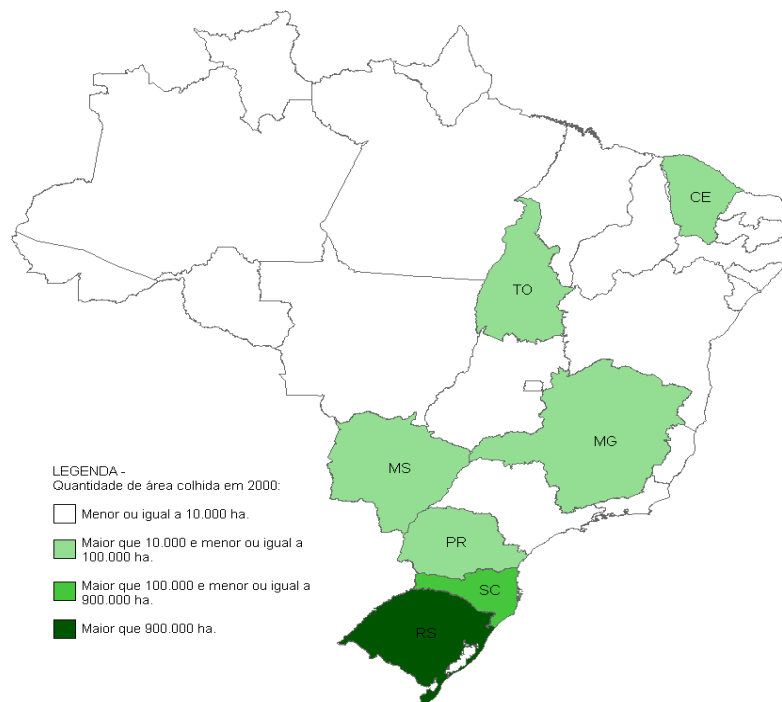 CE
TO
MG
MS
PR
SC
RS
LEGENDA -
Quantidade de área colhida em 2000:
Menor ou igual a 10.000 ha.
Maior que 10.000 e menor ou igual a
100.000 ha.
Maior que 100.000 e menor ou igual a
900.000 ha.
Maior que 900.000 ha.